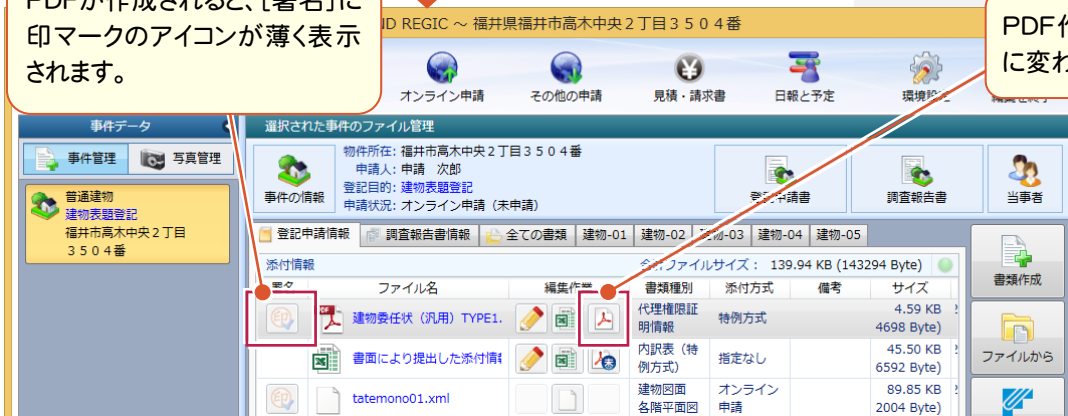 PDFが作成されると、[署名]に
印マークのアイコンが薄く表示
されます。
ND REGIC ～ 福井県福井市高木中央２丁目３５０４番
PDF作
に変わ
オンライン申請
その他の申請
見積・請求書
日報と予定
環境設定
編集を終了
事件データ
選択された事件のファイル管理
事件管理
写真管理
普通建物
建物表題登記
福井市高木中央２丁目
３５０４番
事件の情報
物件所在: 福井市高木中央２丁目３５０４番
申請人: 申請 次郎
登記目的: 建物表題登記
申請状況: オンライン申請（未申請）
登記申請書
調査報告書
当事者
登記申請情報
調査報告書情報
全ての書類
建物-01
建物-02
建物-03
建物-04
建物-05
添付情報
合計ファイルサイズ： 139.94 KB (143294 Byte)
署名 ファイル名 編集作業 書類種別 添付方式 備考 サイズ
建物委任状（汎用）TYPE1.
代理権限証
明情報
特例方式
4.59 KB
4698 Byte)
書面により提出した添付情報
内訳表（特
例方式）
指定なし
45.50 KB
6592 Byte)
tatemono01.xml
建物図面
各階平面図
オンライン
申請
89.85 KB
2004 Byte)
書類作成
ファイルから